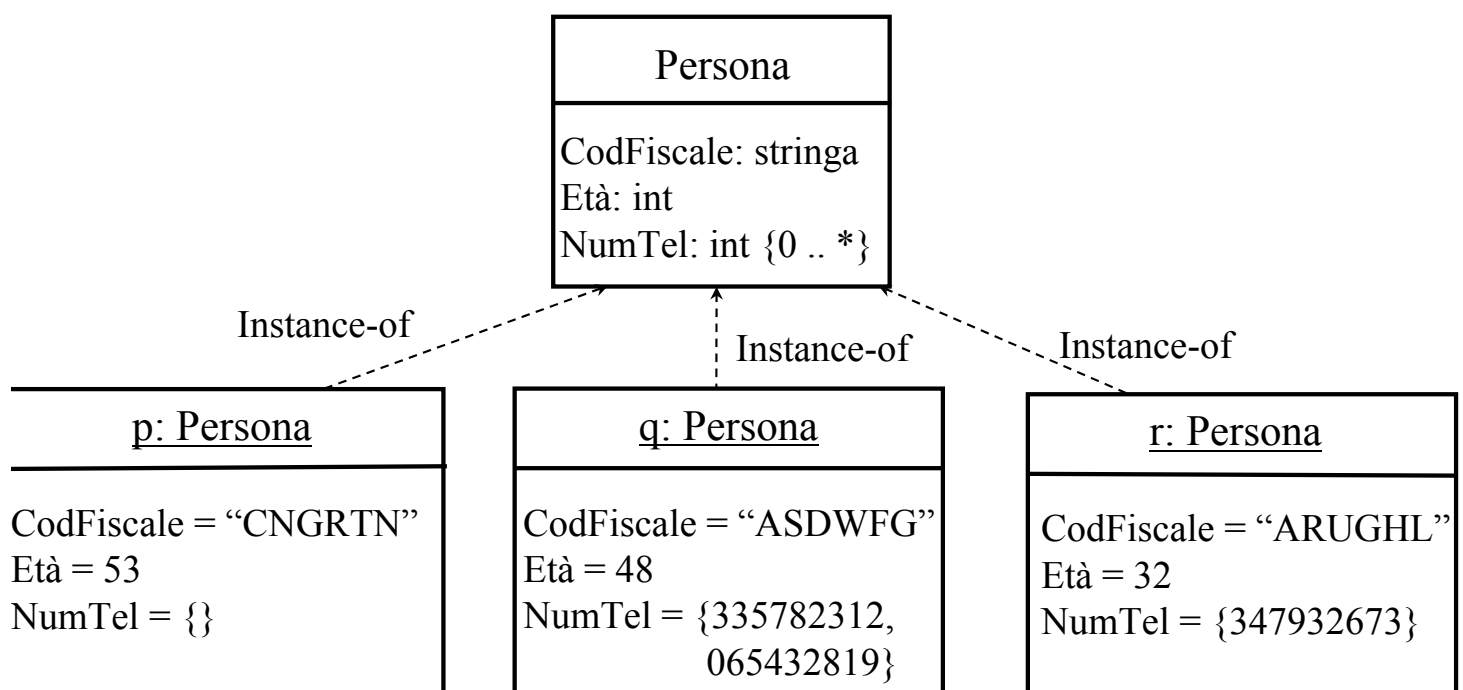 Persona
CodFiscale: stringa
Età: int
NumTel: int {0 .. *}
Instance-of
Instance-of
Instance-of
p: Persona
CodFiscale = “CNGRTN”
Età = 53
NumTel = {}
q: Persona
CodFiscale = “ASDWFG”
Età = 48
NumTel = {335782312,
065432819}
r: Persona
CodFiscale = “ARUGHL”
Età = 32
NumTel = {347932673}